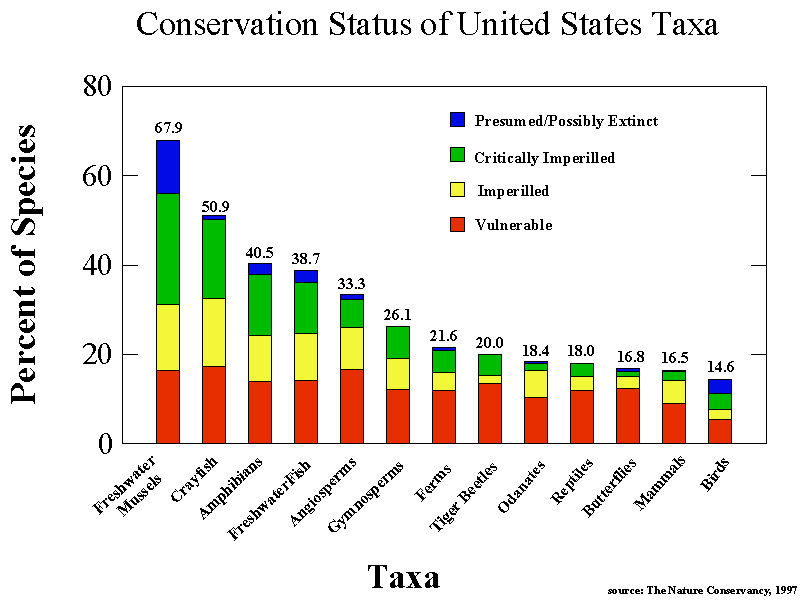 Conservation Status of United States Taxa
Percent of Species
80
60
40
20
0
Presumed/Possibly Extinct
Critically Imperilled
Imperilled
Vulnerable
67.9
50.9
40.5
38.7
33.3
26.1
21.6
20.0
18.4
18.0
16.8
16.5
14.6
Freshwater
Mussels
Crayfish
Amphibians
FreshwaterFish
Angiosperms
Gymnosperms
Ferms
Tiger Beetles
Odanates
Reptiles
Butterflies
Mammals
Birds
Taxa
source: The Nature Conservancy, 1997